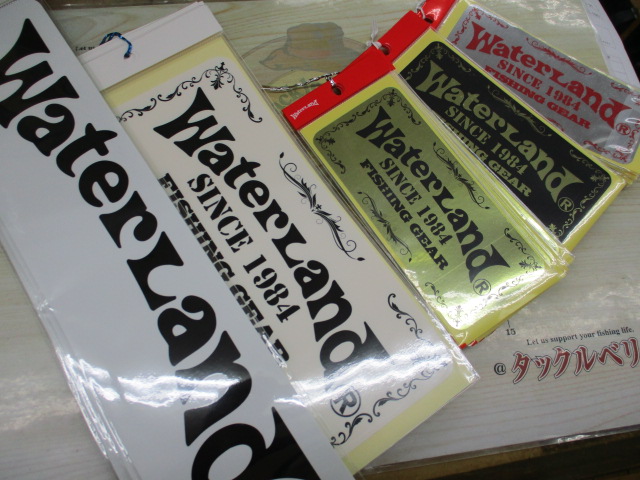 WaterLand
WaterLand
SINCE 1984
FISHING GEAR
®
WaterLand
SINCE 1984
FISHING GEAR
®
WaterLand
SINCE 1984
FISHING GEAR
®
WaterLand
SINCE 1984
FISHING GEAR
®
15
Let us support your fishing life.
@タックルベリ